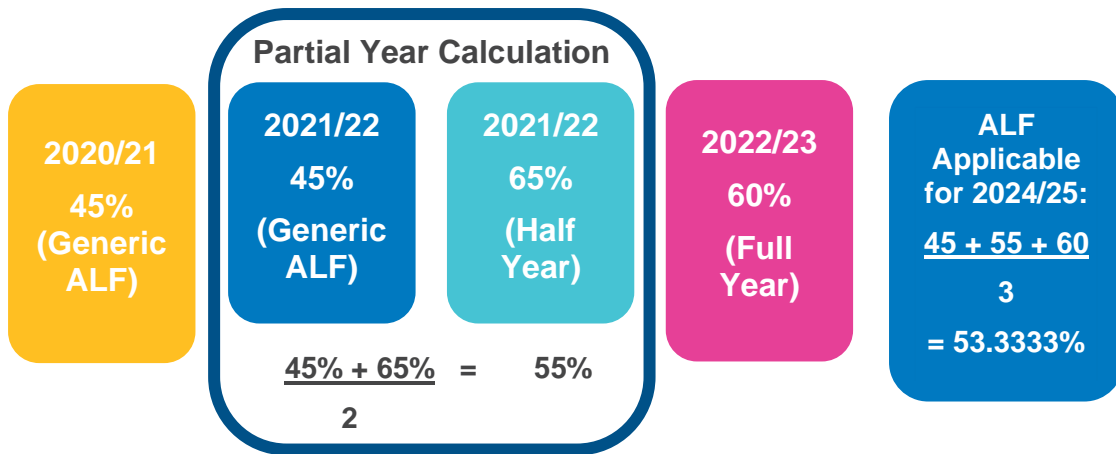 Partial Year Calculation
2020/21
45%
(Generic
ALF)
2021/22
45%
(Generic
ALF)
2021/22
65%
(Half
Year)
45% + 65% = 55%
2
2022/23
60%
(Full
Year)
ALF
Applicable
for 2024/25:
45 + 55 + 60
3
= 53.3333%